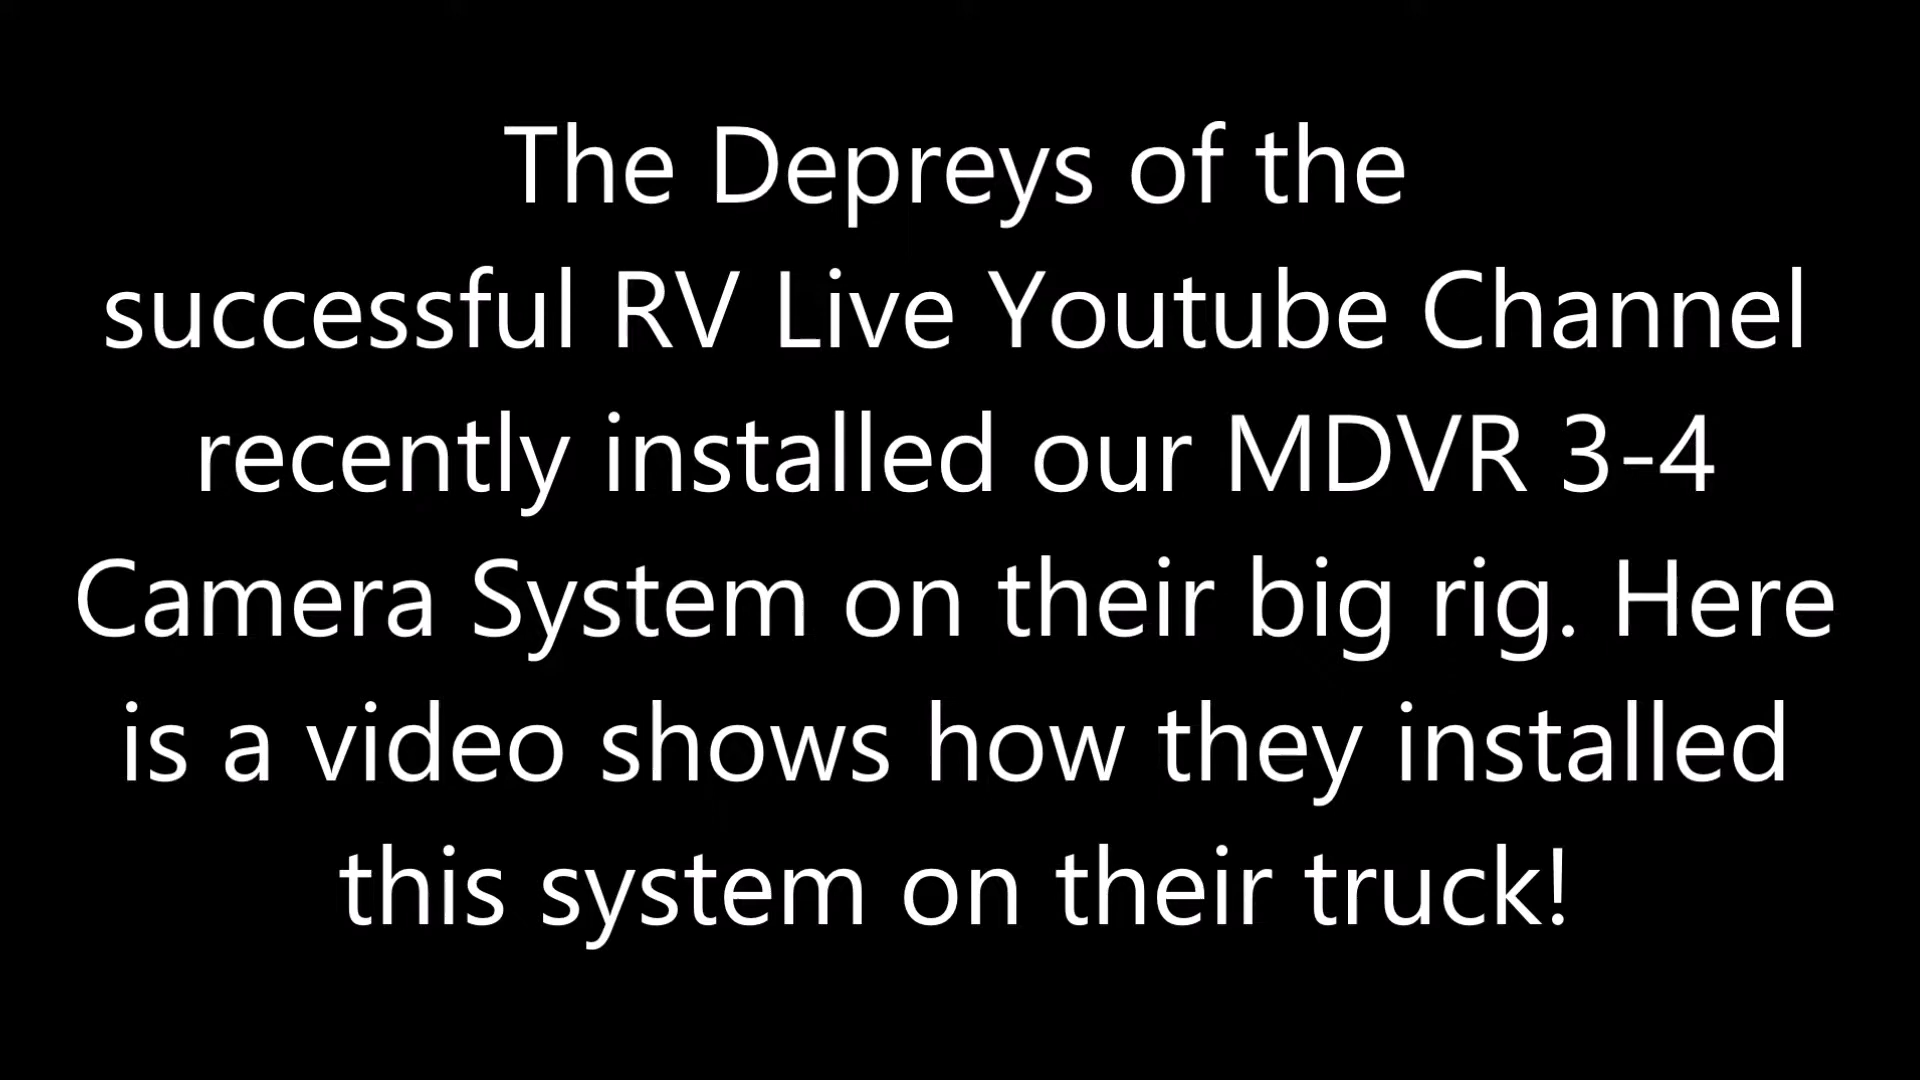 The Depreys of the
successful RV Live Youtube Channel
recently installed our MDVR 3-4
Camera System on their big rig. Here
is a video shows how they installed
this system on their truck!